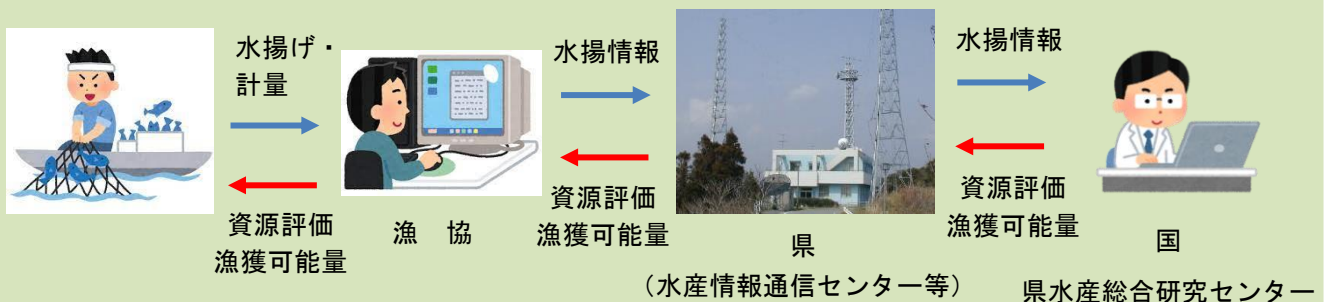 水揚げ・
計量
資源評価
漁獲可能量
漁 協
水揚情報
資源評価
漁獲可能量
県
（水産情報通信センター等）
水揚情報
資源評価
漁獲可能量
国
県水産総合研究センター